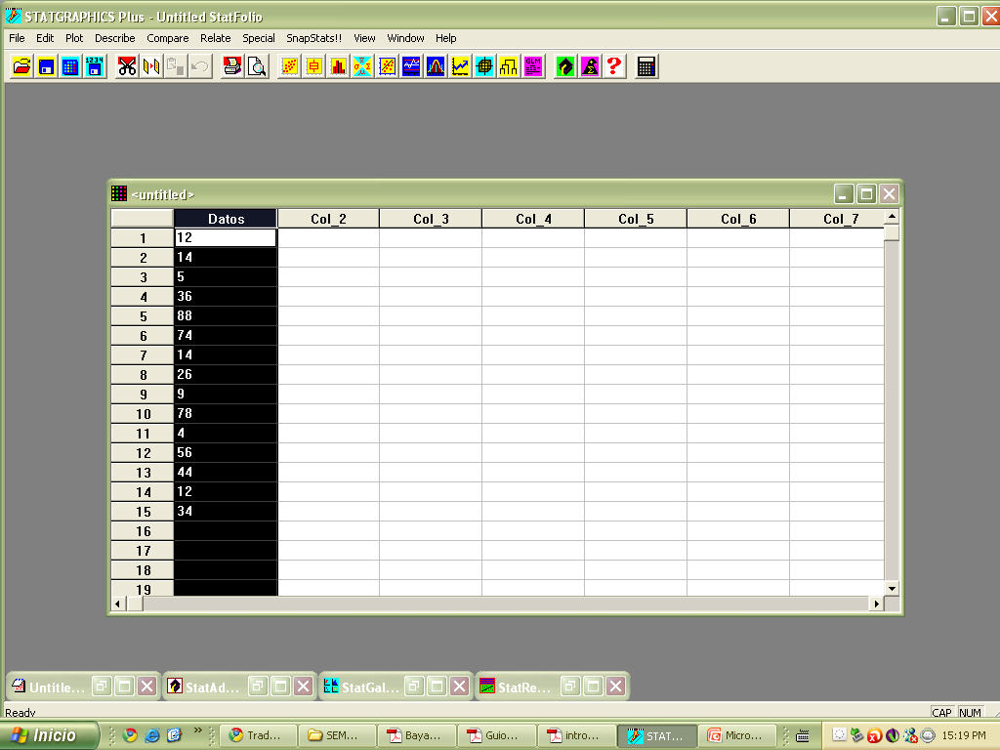 STATGRAPHICS Plus - Untitled StatFolio
File Edit Plot Describe Compare Relate Special SnapStats!! View Window Help
1234
GLM
<untitled>
Datos Col_2 Col_3 Col_4 Col_5 Col_6 Col_7
1 12
2 14
3 5
4 36
5 88
6 74
7 14
8 26
9 9
10 78
11 4
12 56
13 44
14 12
15 34
16
17
18
19
Untitle... StatAd... StatGal... StatRe...
Ready CAP NUM
Inicio » Trad... SEM... Baya... Guio... intro... STAT... Micro... 15:19 PM